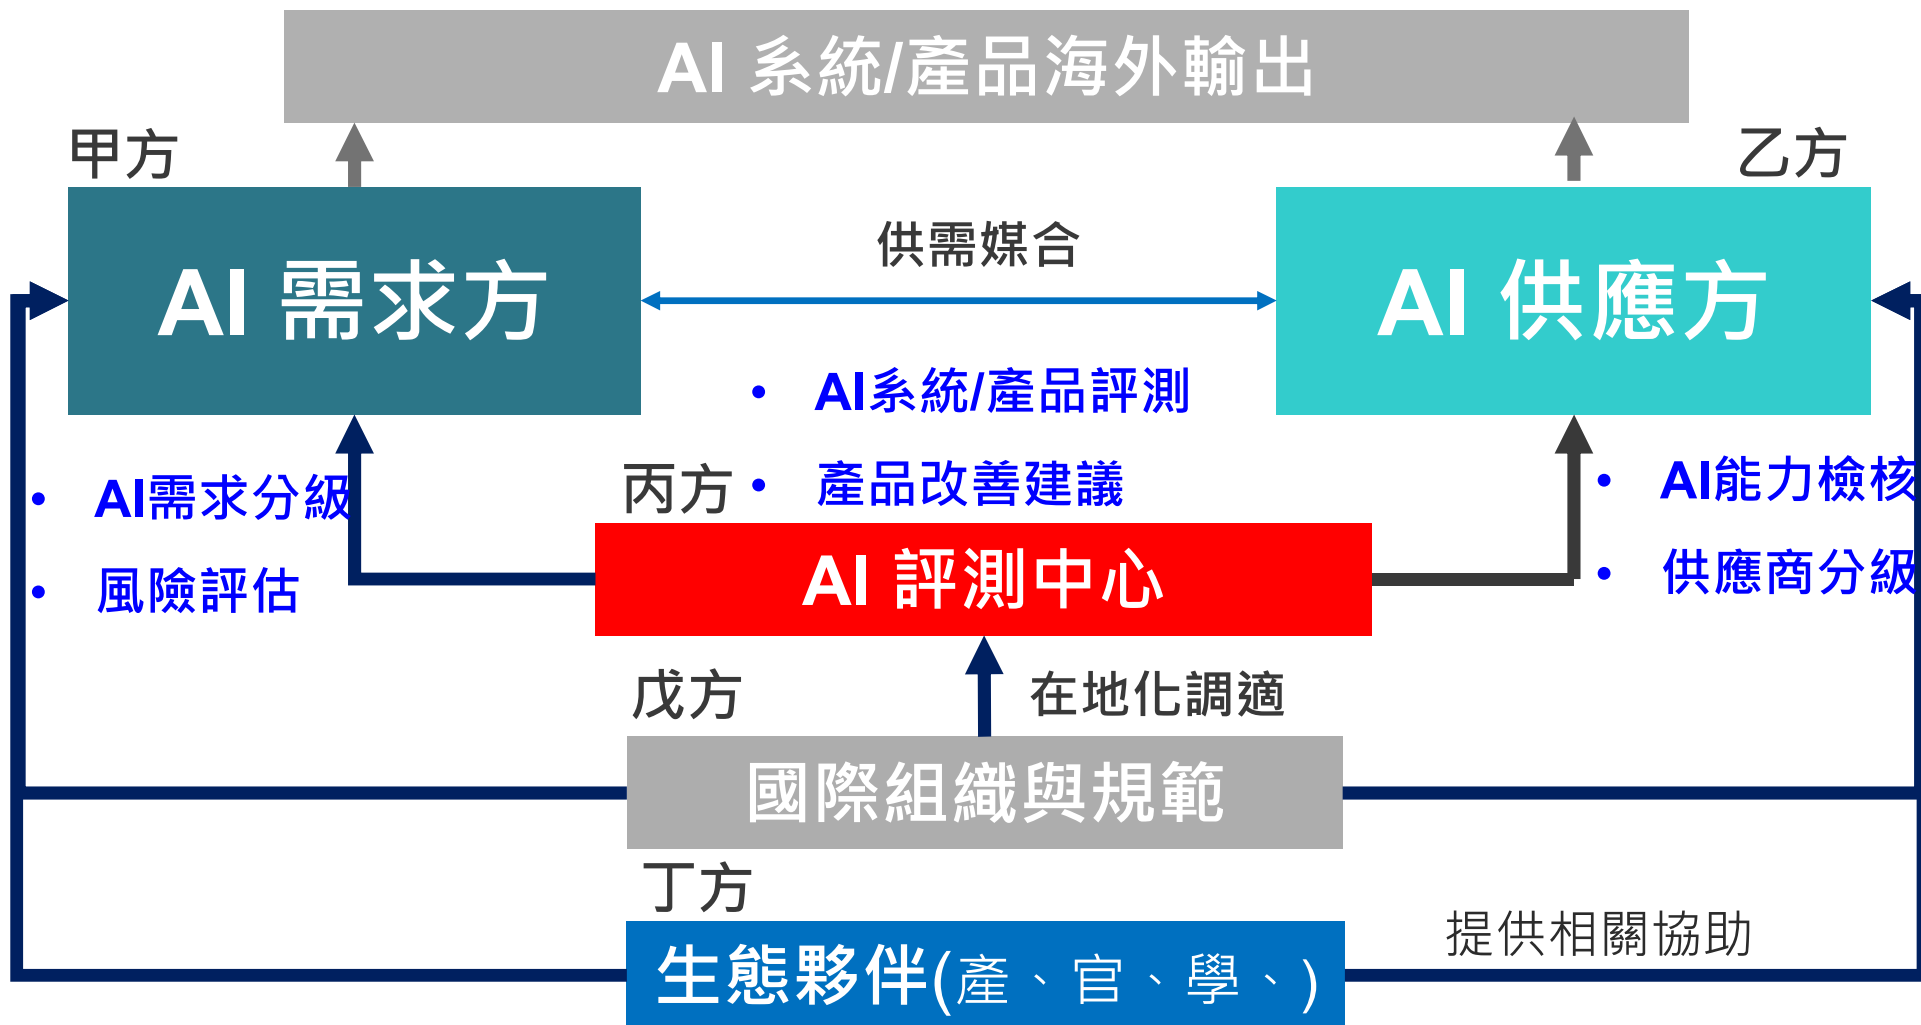 AI 系統/產品海外輸出
甲方
乙方
AI 需求方
供需媒合
AI 供應方
• AI系統/產品評測
• 產品改善建議
• AI需求分級
• 風險評估
丙方
• AI能力檢核
• 供應商分級
AI 評測中心
戊方
在地化調適
國際組織與規範
丁方
提供相關協助
生態夥伴(產、官、學、)